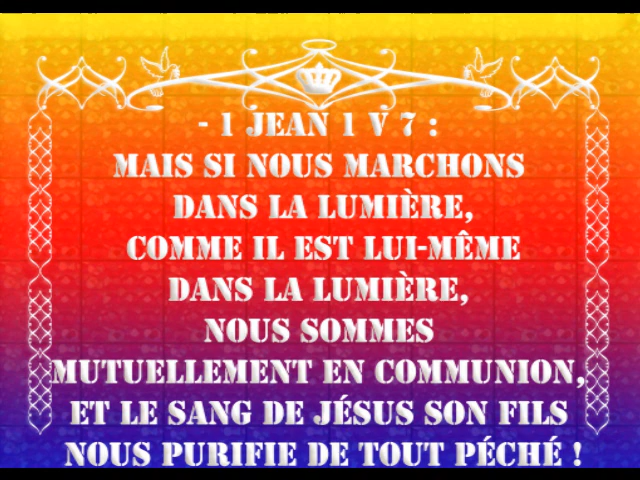 - 1 JEAN 1 V 7 :
MAIS SI NOUS MARCHONS
DANS LA LUMIÈRE,
COMME IL EST LUI-MÊME
DANS LA LUMIÈRE,
NOUS SOMMES
MUTUELLEMENT EN COMMUNION,
ET LE SANG DE JÉSUS SON FILS
NOUS PURIFIE DE TOUT PÉCHÉ !